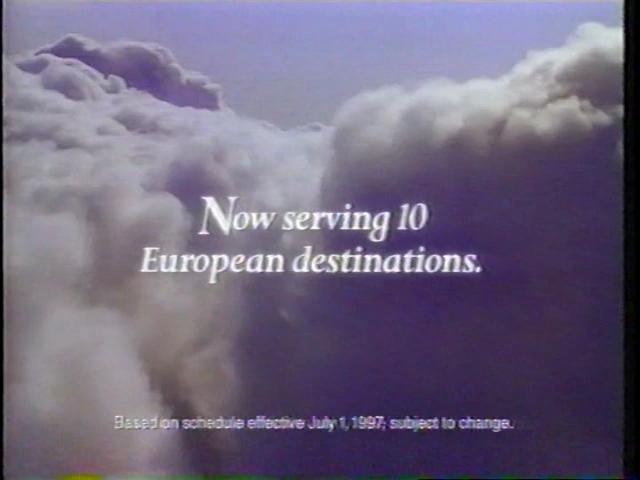 Now serving 10
European destinations.
Based on schedule effective July 1, 1997; subject to change.